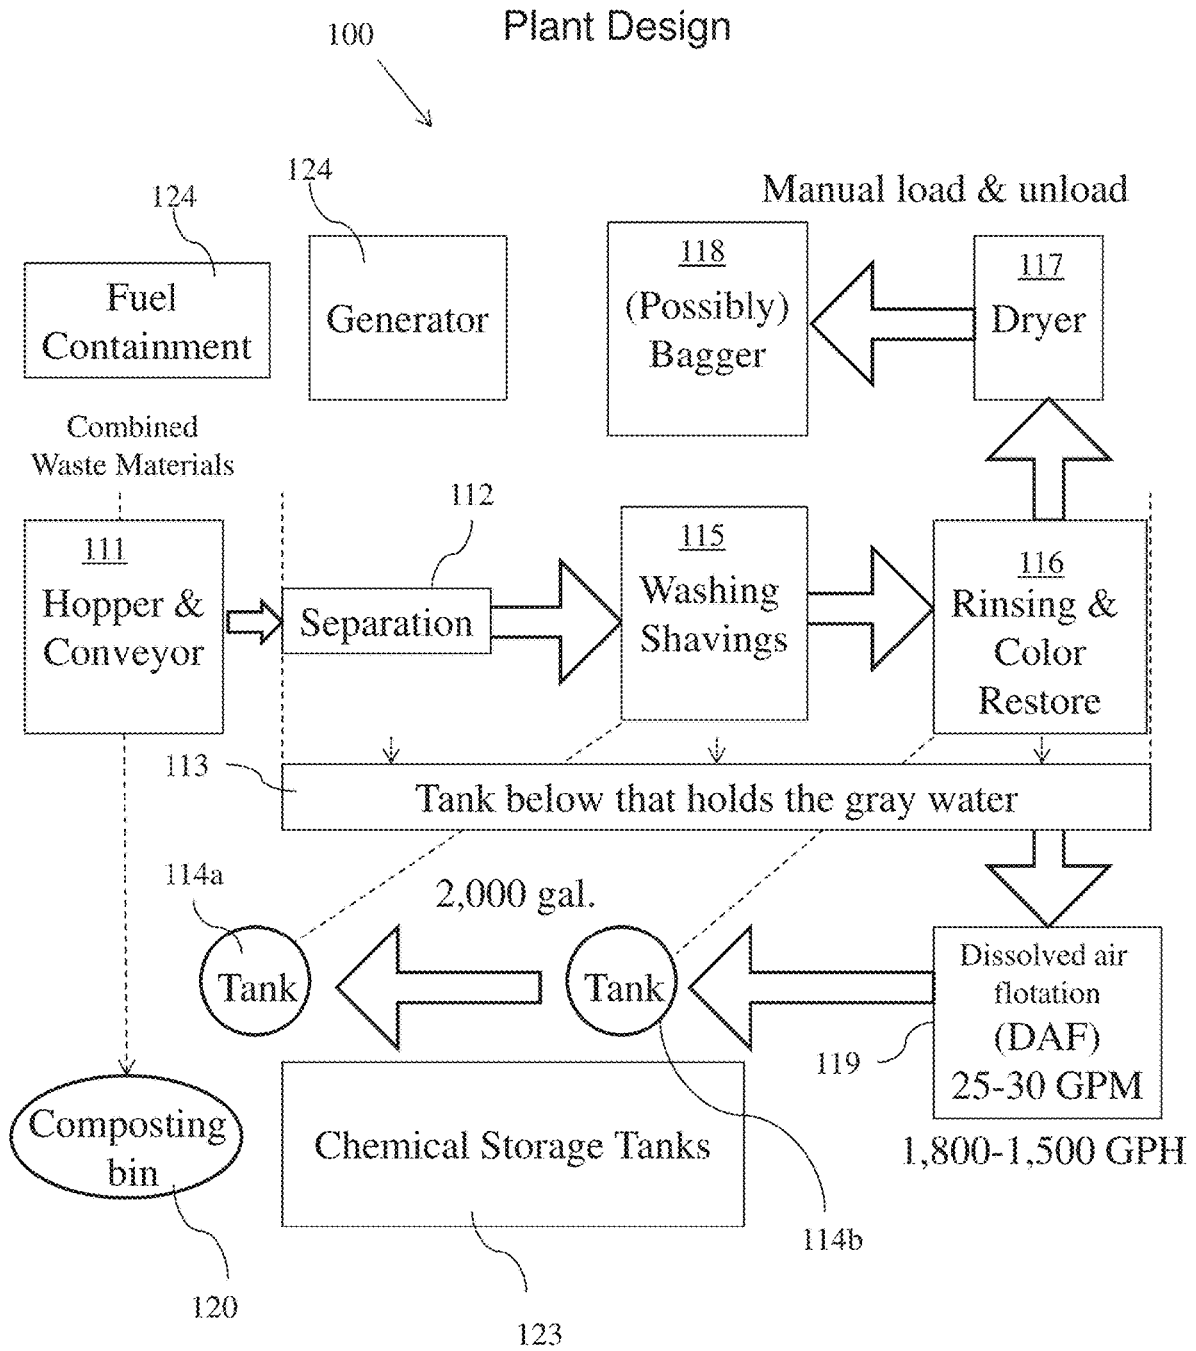 Plant Design
100
124
124
Manual load & unload
Fuel
Containment
Generator
118
(Possibly)
Bagger
117
Dryer
Combined
Waste Materials
112
111
Hopper &
Conveyor
Separation
115
Washing
Shavings
116
Rinsing &
Color
Restore
113
Tank below that holds the gray water
114a
2,000 gal.
Tank
Tank
Dissolved air
flotation
(DAF)
25-30 GPM
119
1,800-1,500 GPH
Composting
bin
Chemical Storage Tanks
114b
120
123